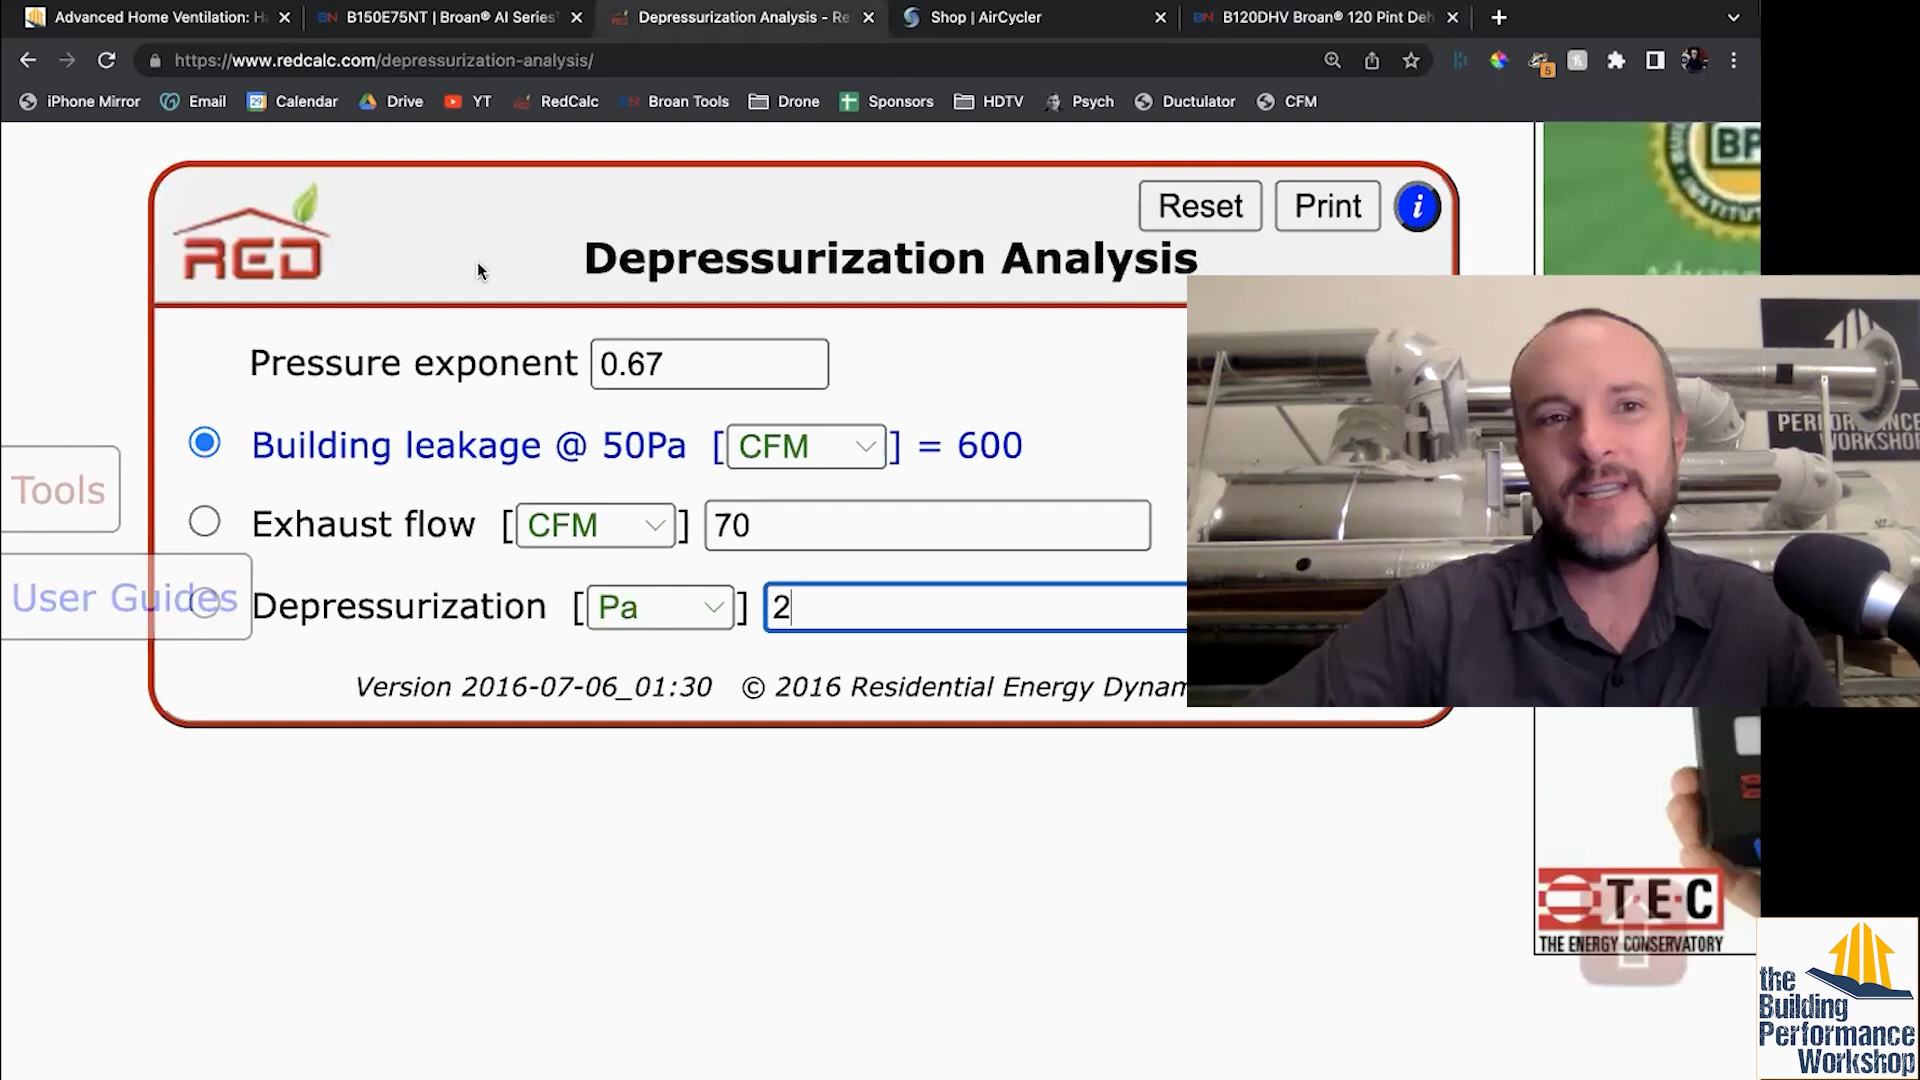 Advanced Home Ventilation: H
B150E75NT | Broan® AI Series
Depressurization Analysis - Re
Shop | AirCycler
B120DHV Broan® 120 Pint Deh
https://www.redcalc.com/depressurization-analysis/
5
iPhone Mirror
Email
29
Calendar
Drive
YT
RedCalc
BN
Broan Tools
Drone
Sponsors
HDTV
Psych
Ductulator
CFM
RED
Reset
Print
i
Depressurization Analysis
Pressure exponent 0.67
Building leakage @ 50Pa [CFM] = 600
Exhaust flow [CFM] 70
Depressurization [Pa] 2
Version 2016-07-06_01:30 © 2016 Residential Energy Dynam
Tools
User Guides
BP
PERFORMANCE
WORKSHOP
T·E·C
THE ENERGY CONSERVATORY
the
Building
Performance
Workshop